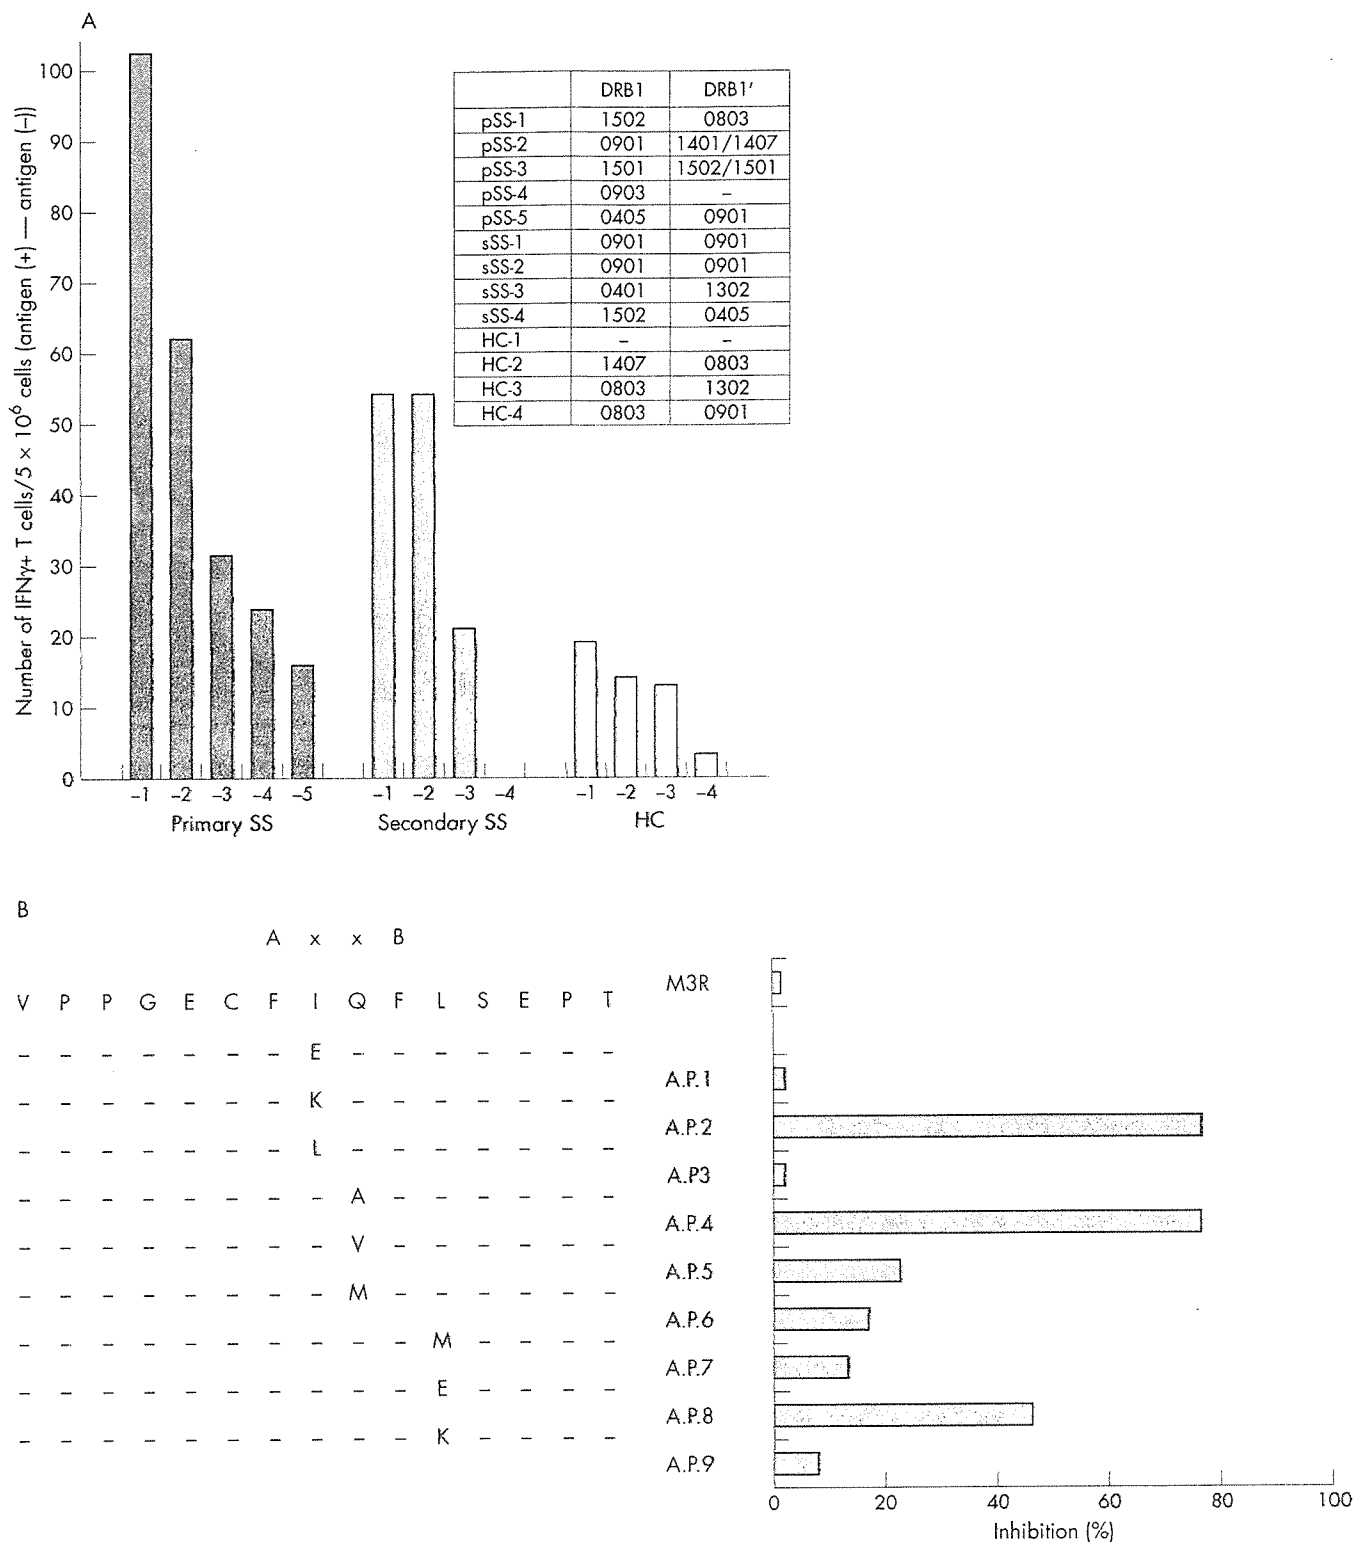 A
Number of IFNγ+ T cells/5 × 10⁶ cells (antigen (+) — antigen (–))
100
90
80
70
60
50
40
30
20
10
0
–1 –2 –3 –4 –5
Primary SS
–1 –2 –3 –4
Secondary SS
–1 –2 –3 –4
HC
DRB1 DRB1′
pSS-1 1502 0803
pSS-2 0901 1401/1407
pSS-3 1501 1502/1501
pSS-4 0903 –
pSS-5 0405 0901
sSS-1 0901 0901
sSS-2 0901 0901
sSS-3 0401 1302
sSS-4 1502 0405
HC-1 – –
HC-2 1407 0803
HC-3 0803 1302
HC-4 0803 0901
B
A x x B
V P P G E C F I Q F L S E P T
– – – – – – – E – – – – – – –
– – – – – – – K – – – – – – –
– – – – – – – L – – – – – – –
– – – – – – – – A – – – – – –
– – – – – – – – V – – – – – –
– – – – – – – – M – – – – – –
– – – – – – – – – – M – – – –
– – – – – – – – – – E – – – –
– – – – – – – – – – K – – – –
M3R
A.P.1
A.P.2
A.P3
A.P.4
A.P.5
A.P.6
A.P.7
A.P.8
A.P.9
0 20 40 60 80 100
Inhibition (%)